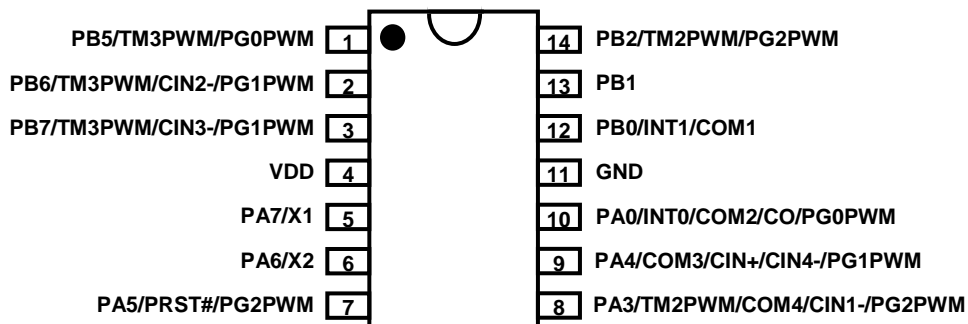 PB5/TM3PWM/PG0PWM 1 14 PB2/TM2PWM/PG2PWM
PB6/TM3PWM/CIN2-/PG1PWM 2 13 PB1
PB7/TM3PWM/CIN3-/PG1PWM 3 12 PB0/INT1/COM1
VDD 4 11 GND
PA7/X1 5 10 PA0/INT0/COM2/CO/PG0PWM
PA6/X2 6 9 PA4/COM3/CIN+/CIN4-/PG1PWM
PA5/PRST#/PG2PWM 7 8 PA3/TM2PWM/COM4/CIN1-/PG2PWM